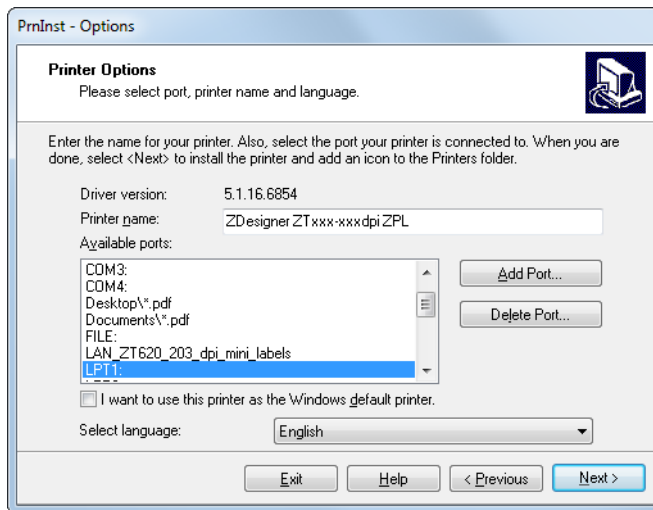 PrnInst - Options
Printer Options
Please select port, printer name and language.
Enter the name for your printer. Also, select the port your printer is connected to. When you are
done, select <Next> to install the printer and add an icon to the Printers folder.
Driver version: 5.1.16.6854
Printer name: ZDesigner ZTxxx-xxxdpi ZPL
Available ports:
COM3:
COM4:
Desktop\*.pdf
Documents\*.pdf
FILE:
LAN_ZT620_203_dpi_mini_labels
LPT1:
Add Port...
Delete Port...
I want to use this printer as the Windows default printer.
Select language: English
Exit Help < Previous Next >